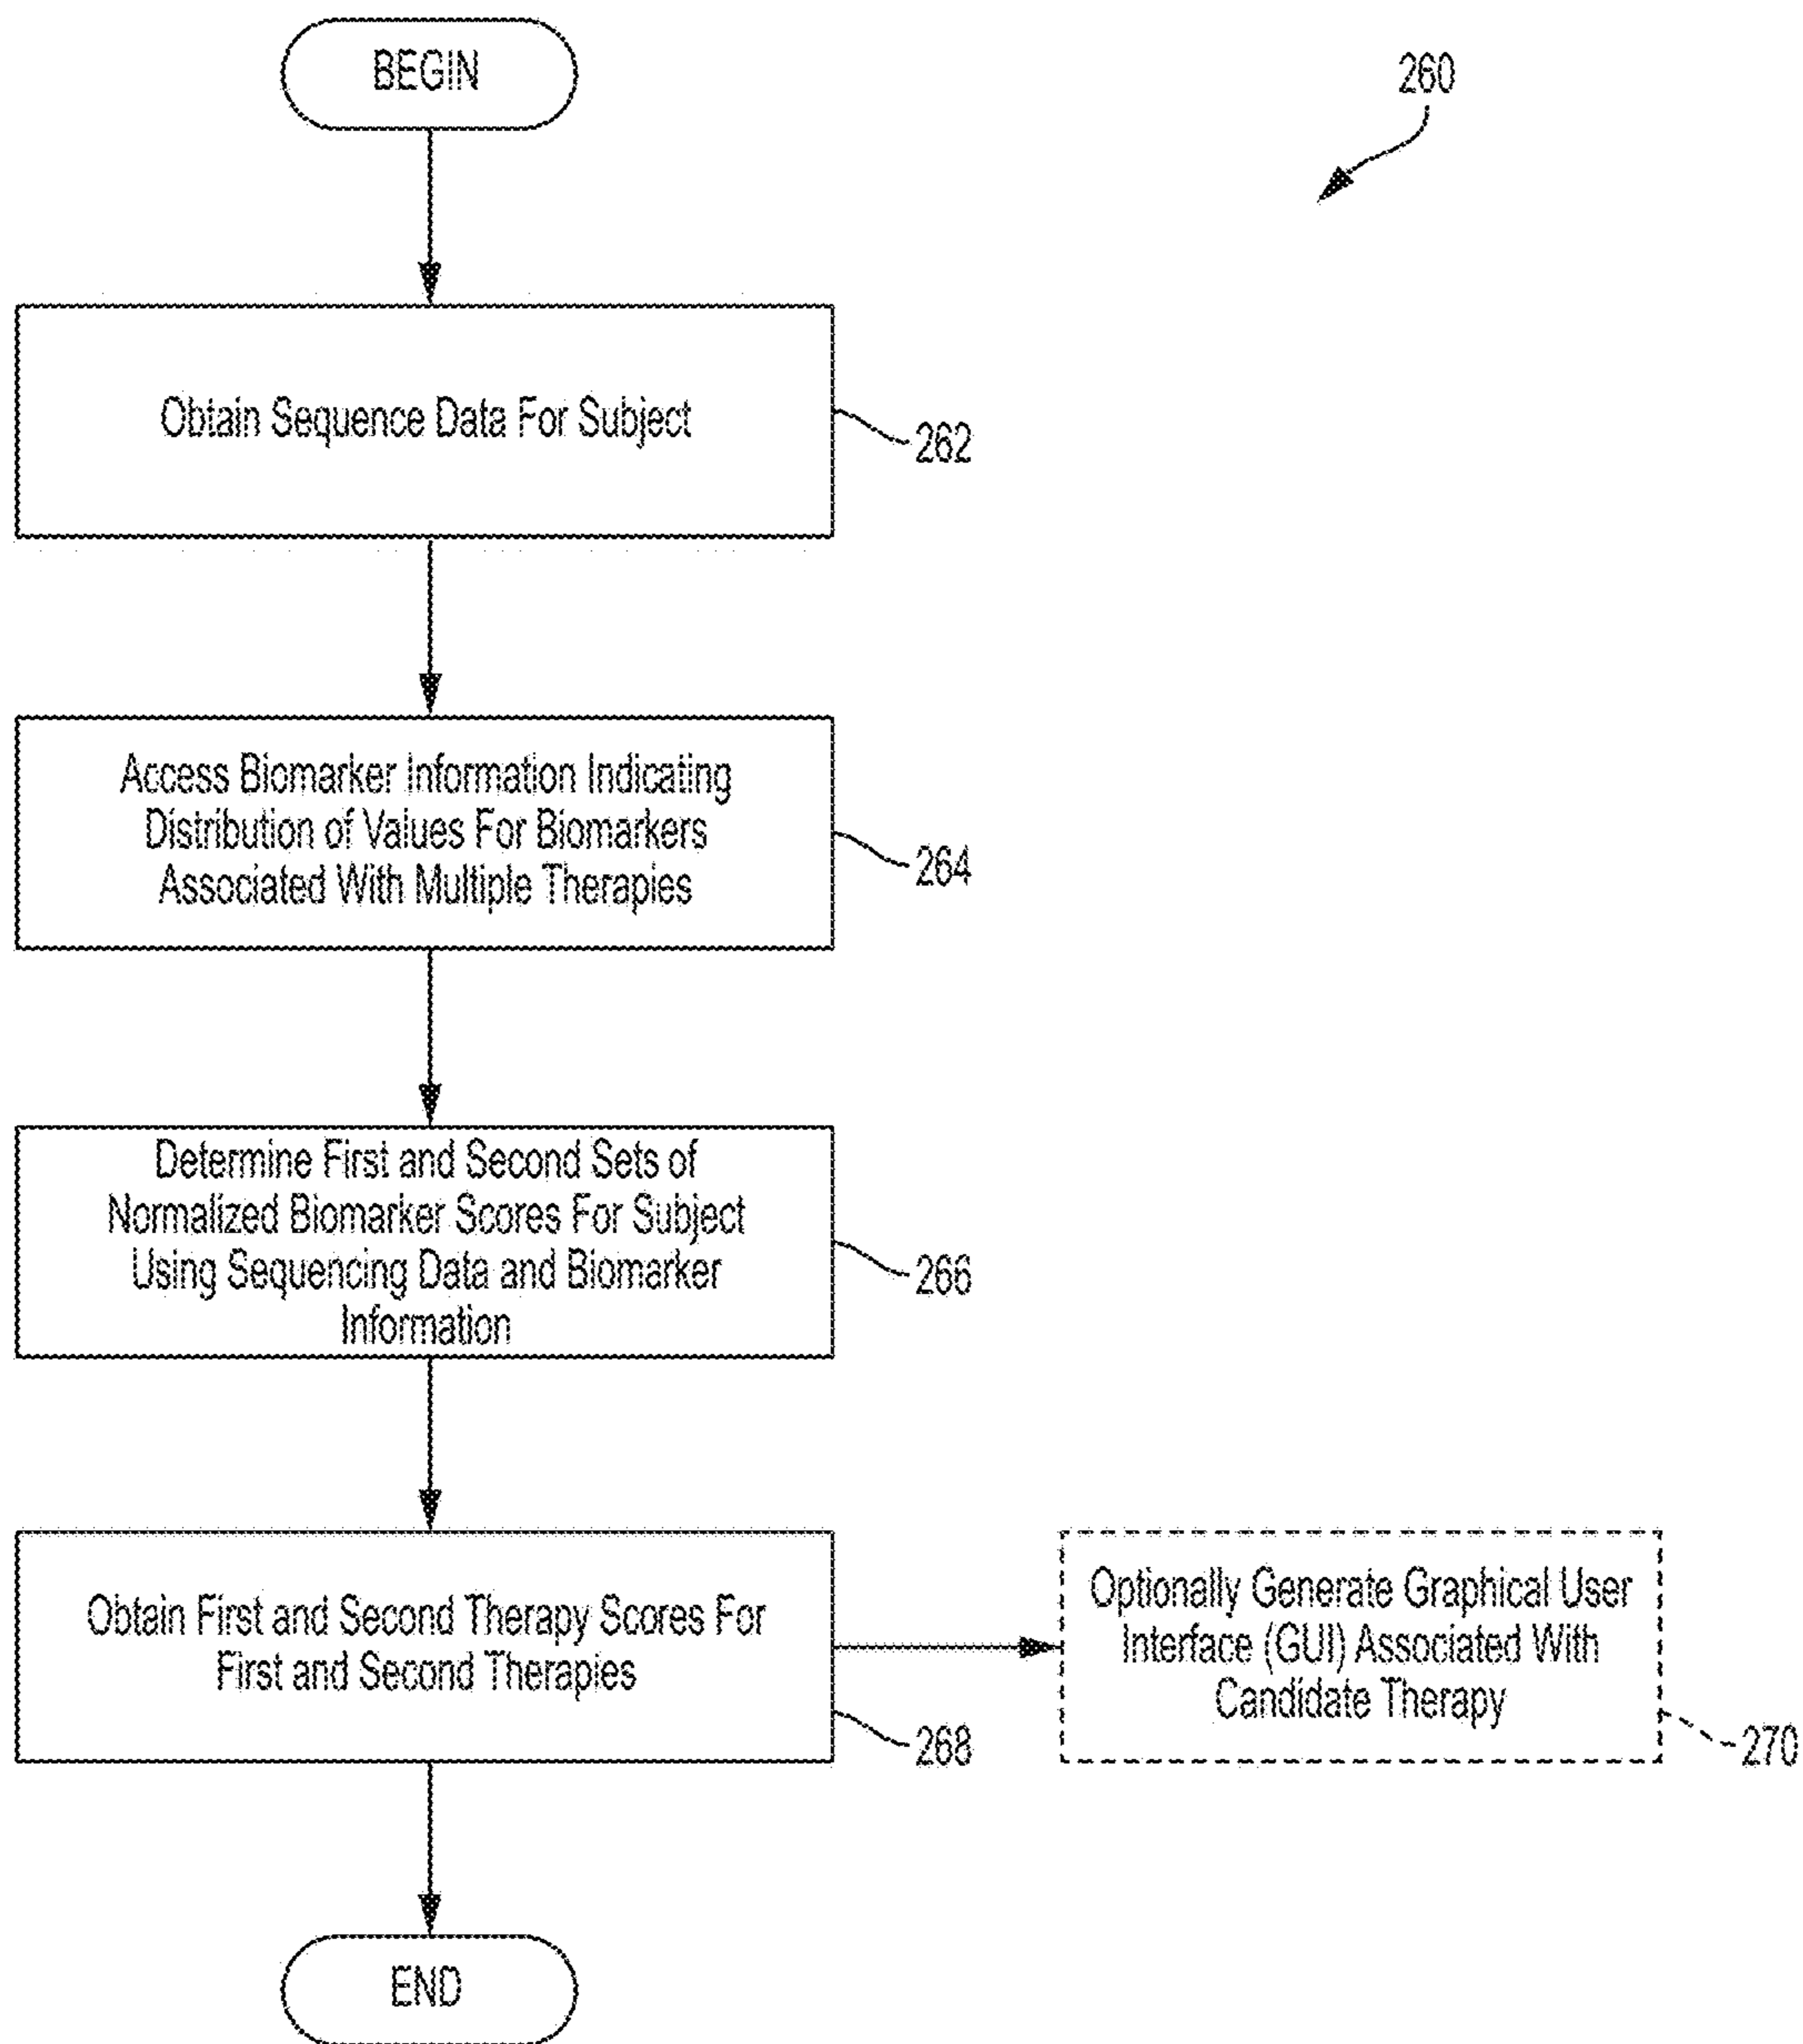 BEGIN
260
Obtain Sequence Data For Subject
262
Access Biomarker Information Indicating
Distribution of Values For Biomarkers
Associated With Multiple Therapies
264
Determine First and Second Sets of
Normalized Biomarker Scores For Subject
Using Sequencing Data and Biomarker
Information
266
Obtain First and Second Therapy Scores For
First and Second Therapies
268
Optionally Generate Graphical User
Interface (GUI) Associated With
Candidate Therapy
270
END